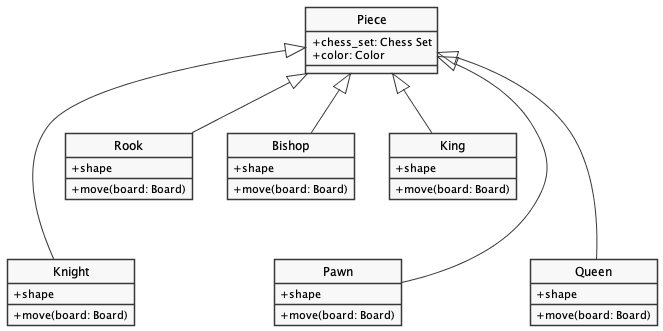 Piece
+chess_set: Chess Set
+color: Color
Rook
+shape
+move(board: Board)
Bishop
+shape
+move(board: Board)
King
+shape
+move(board: Board)
Knight
+shape
+move(board: Board)
Pawn
+shape
+move(board: Board)
Queen
+shape
+move(board: Board)